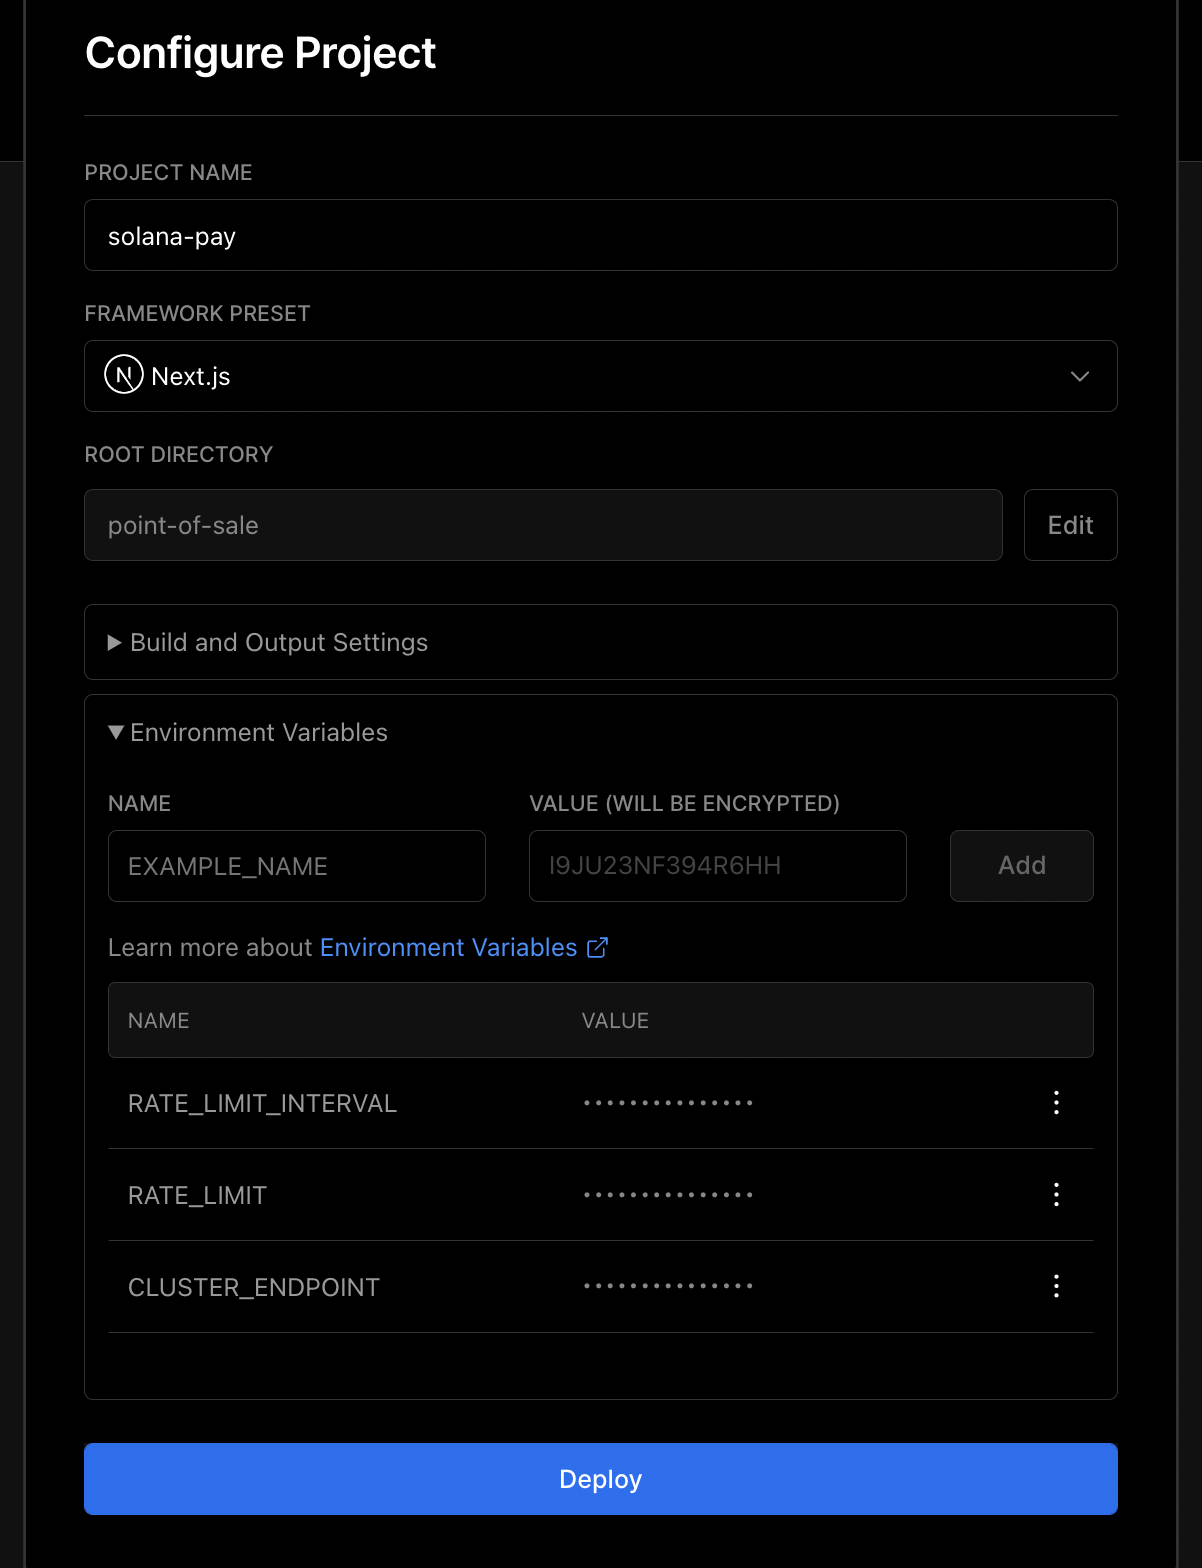 Configure Project
PROJECT NAME
solana-pay
FRAMEWORK PRESET
N Next.js
ROOT DIRECTORY
point-of-sale Edit
Build and Output Settings
Environment Variables
NAME VALUE (WILL BE ENCRYPTED)
EXAMPLE_NAME I9JU23NF394R6HH Add
Learn more about Environment Variables
NAME VALUE
RATE_LIMIT_INTERVAL •••••••••••••••
RATE_LIMIT •••••••••••••••
CLUSTER_ENDPOINT •••••••••••••••
Deploy